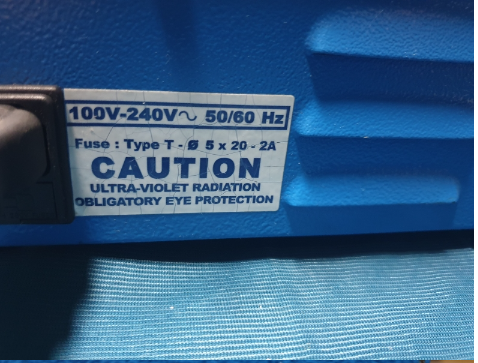 100V-240V∿ 50/60 Hz
Fuse : Type T - Ø 5 x 20 - 2A
CAUTION
ULTRA-VIOLET RADIATION
OBLIGATORY EYE PROTECTION